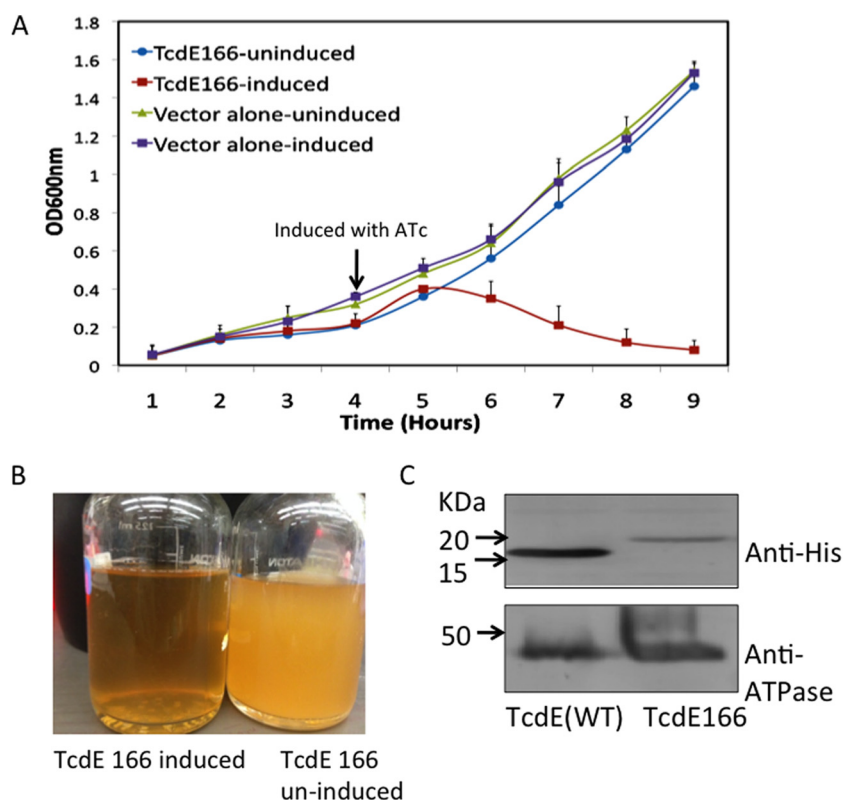 A
1.8
1.6
1.4
1.2
1
0.8
0.6
0.4
0.2
0
OD600nm
TcdE166-uninduced
TcdE166-induced
Vector alone-uninduced
Vector alone-induced
Induced with ATc
1 2 3 4 5 6 7 8 9
Time (Hours)
B
TcdE 166 induced
TcdE 166
un-induced
C
KDa
20
15
Anti-His
50
Anti-
ATPase
TcdE(WT) TcdE166